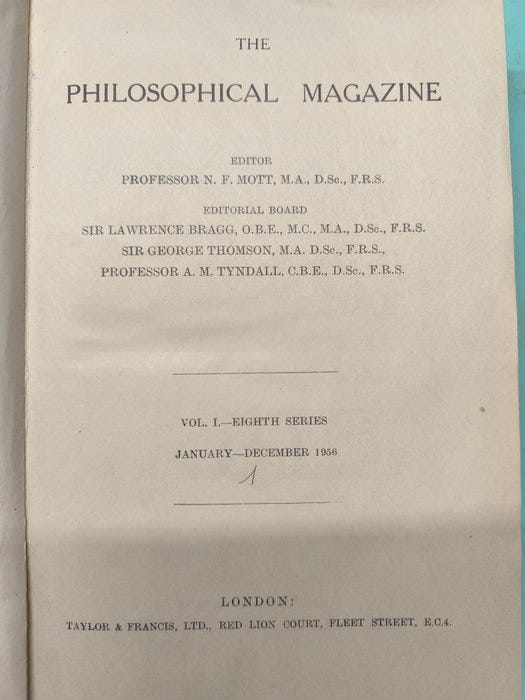 THE
PHILOSOPHICAL MAGAZINE
EDITOR
PROFESSOR N. F. MOTT, M.A., D.Sc., F.R.S.
EDITORIAL BOARD
SIR LAWRENCE BRAGG, O.B.E., M.C., M.A., D.Sc., F.R.S.
SIR GEORGE THOMSON, M.A. D.Sc., F.R.S.,
PROFESSOR A. M. TYNDALL, C.B.E., D.Sc., F.R.S.
VOL. I.—EIGHTH SERIES
JANUARY—DECEMBER 1956
1
LONDON:
TAYLOR & FRANCIS, LTD., RED LION COURT, FLEET STREET, E.C.4.